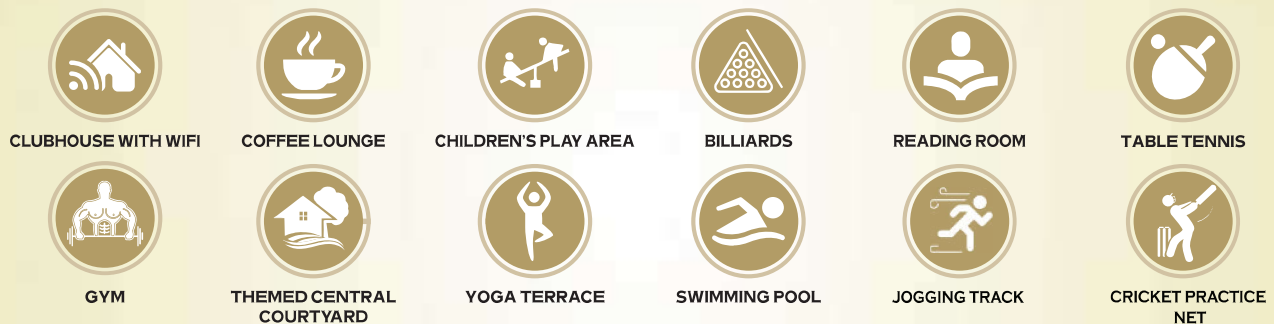 CLUBHOUSE WITH WIFI
COFFEE LOUNGE
CHILDREN'S PLAY AREA
BILLIARDS
READING ROOM
TABLE TENNIS
GYM
THEMED CENTRAL
COURTYARD
YOGA TERRACE
SWIMMING POOL
JOGGING TRACK
CRICKET PRACTICE
NET